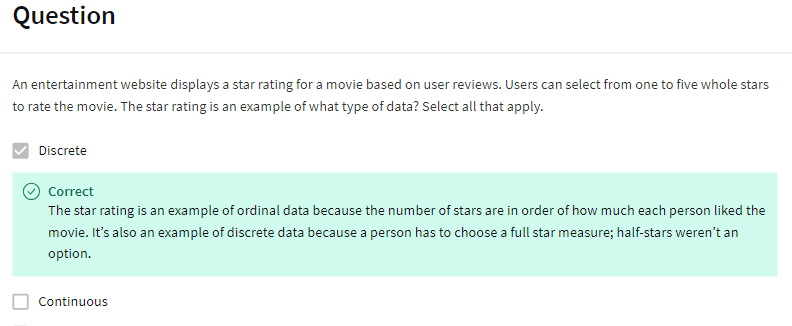 Question
An entertainment website displays a star rating for a movie based on user reviews. Users can select from one to five whole stars
to rate the movie. The star rating is an example of what type of data? Select all that apply.
Discrete
Correct
The star rating is an example of ordinal data because the number of stars are in order of how much each person liked the
movie. It’s also an example of discrete data because a person has to choose a full star measure; half-stars weren’t an
option.
Continuous